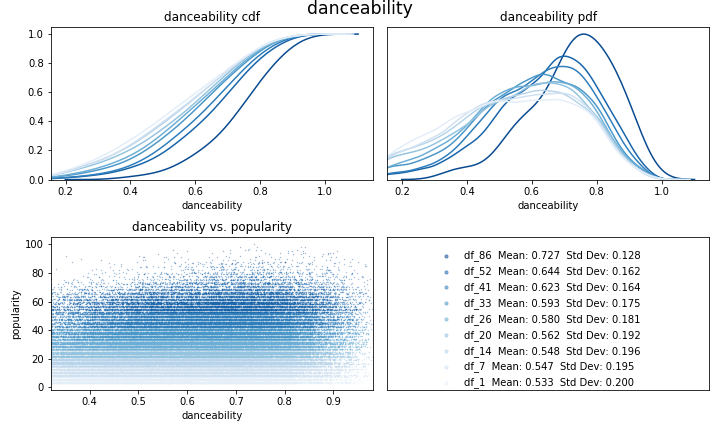 danceability
danceability cdf
danceability pdf
1.0
0.8
0.6
0.4
0.2
0.0
0.2 0.4 0.6 0.8 1.0
danceability
0.2 0.4 0.6 0.8 1.0
danceability
danceability vs. popularity
popularity
100
80
60
40
20
0
0.4 0.5 0.6 0.7 0.8 0.9
danceability
df_86 Mean: 0.727 Std Dev: 0.128
df_52 Mean: 0.644 Std Dev: 0.162
df_41 Mean: 0.623 Std Dev: 0.164
df_33 Mean: 0.593 Std Dev: 0.175
df_26 Mean: 0.580 Std Dev: 0.181
df_20 Mean: 0.562 Std Dev: 0.192
df_14 Mean: 0.548 Std Dev: 0.196
df_7 Mean: 0.547 Std Dev: 0.195
df_1 Mean: 0.533 Std Dev: 0.200